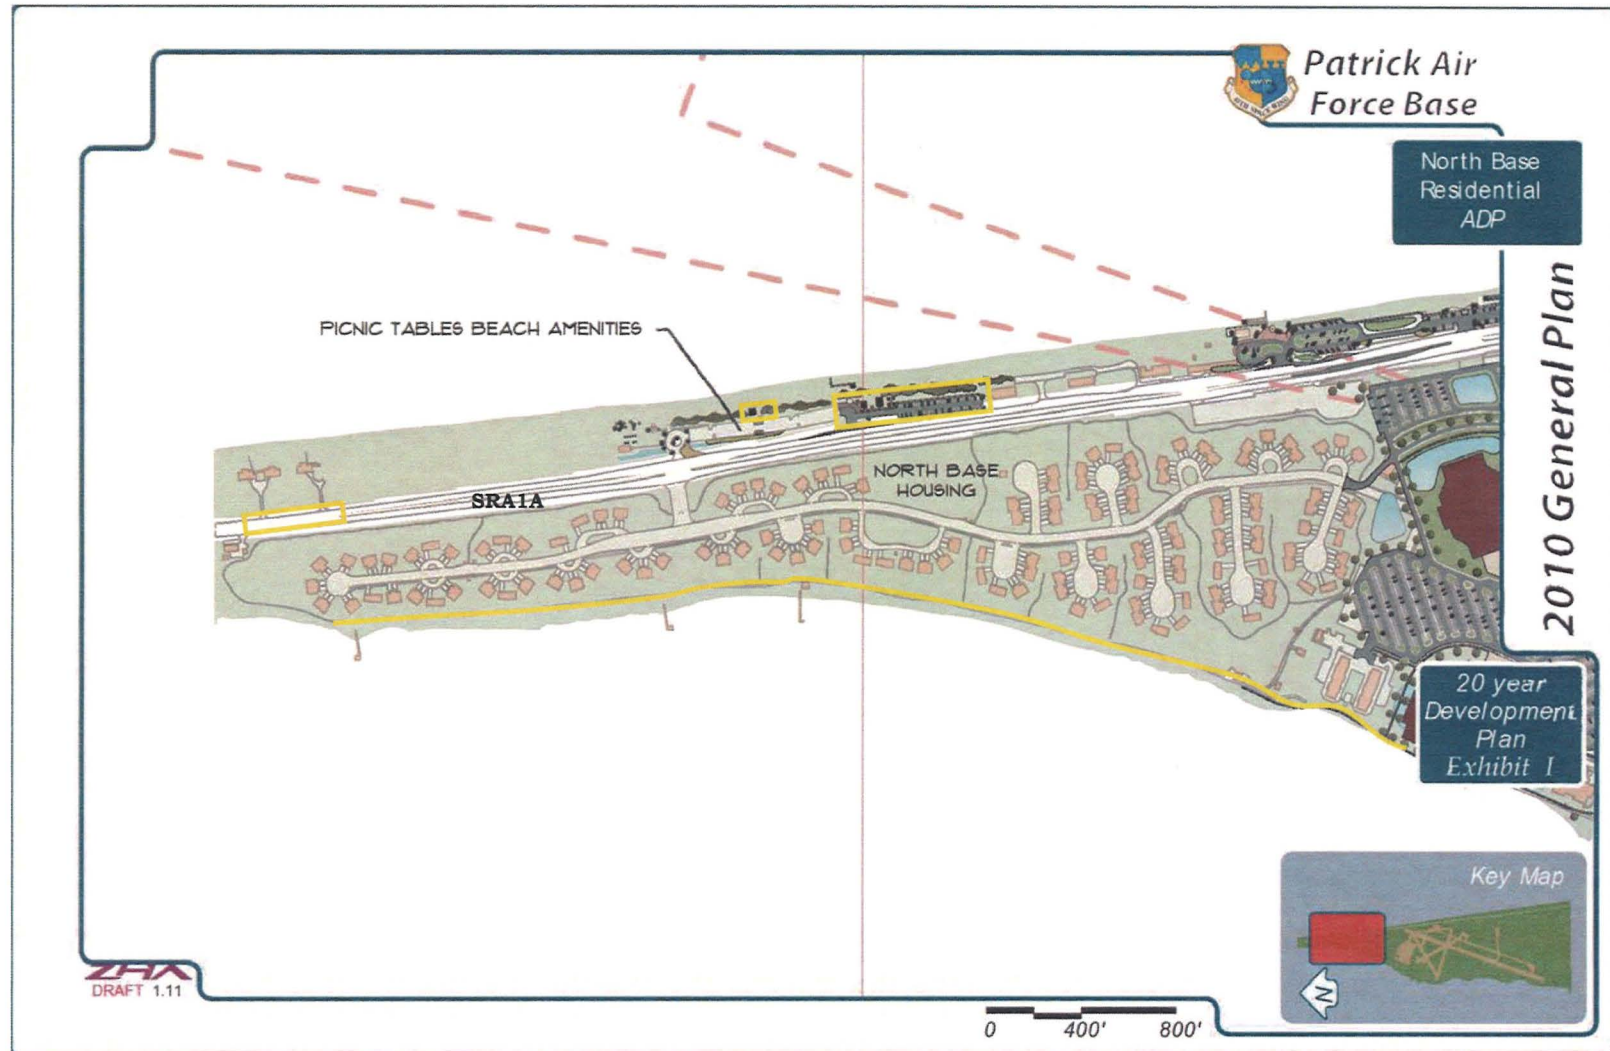 Patrick Air
Force Base
North Base
Residential
ADP
2010 General Plan
PICNIC TABLES BEACH AMENITIES
NORTH BASE
HOUSING
SRA1A
20 year
Development
Plan
Exhibit I
Key Map
N
ZHA
DRAFT 1.11
0 400' 800'